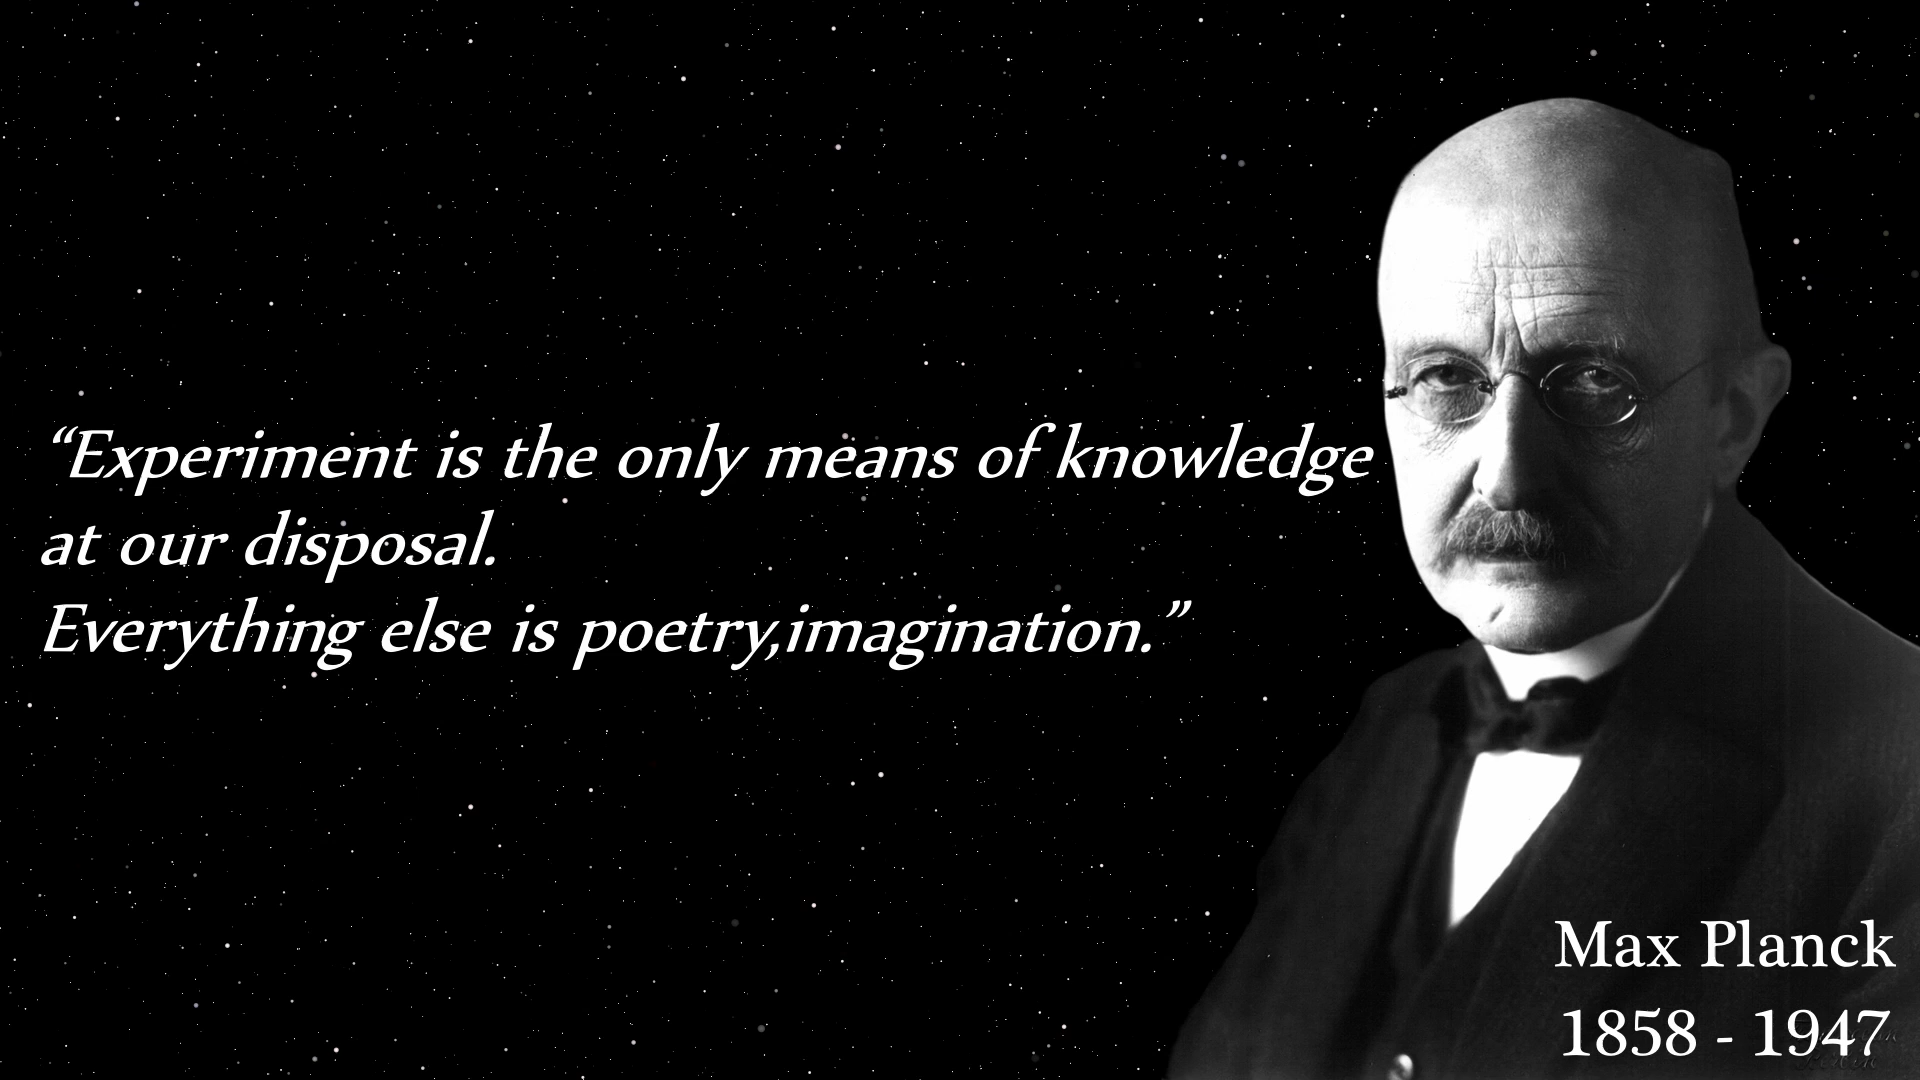 “Experiment is the only means of knowledge
at our disposal.
Everything else is poetry,imagination.”
Max Planck
1858 - 1947